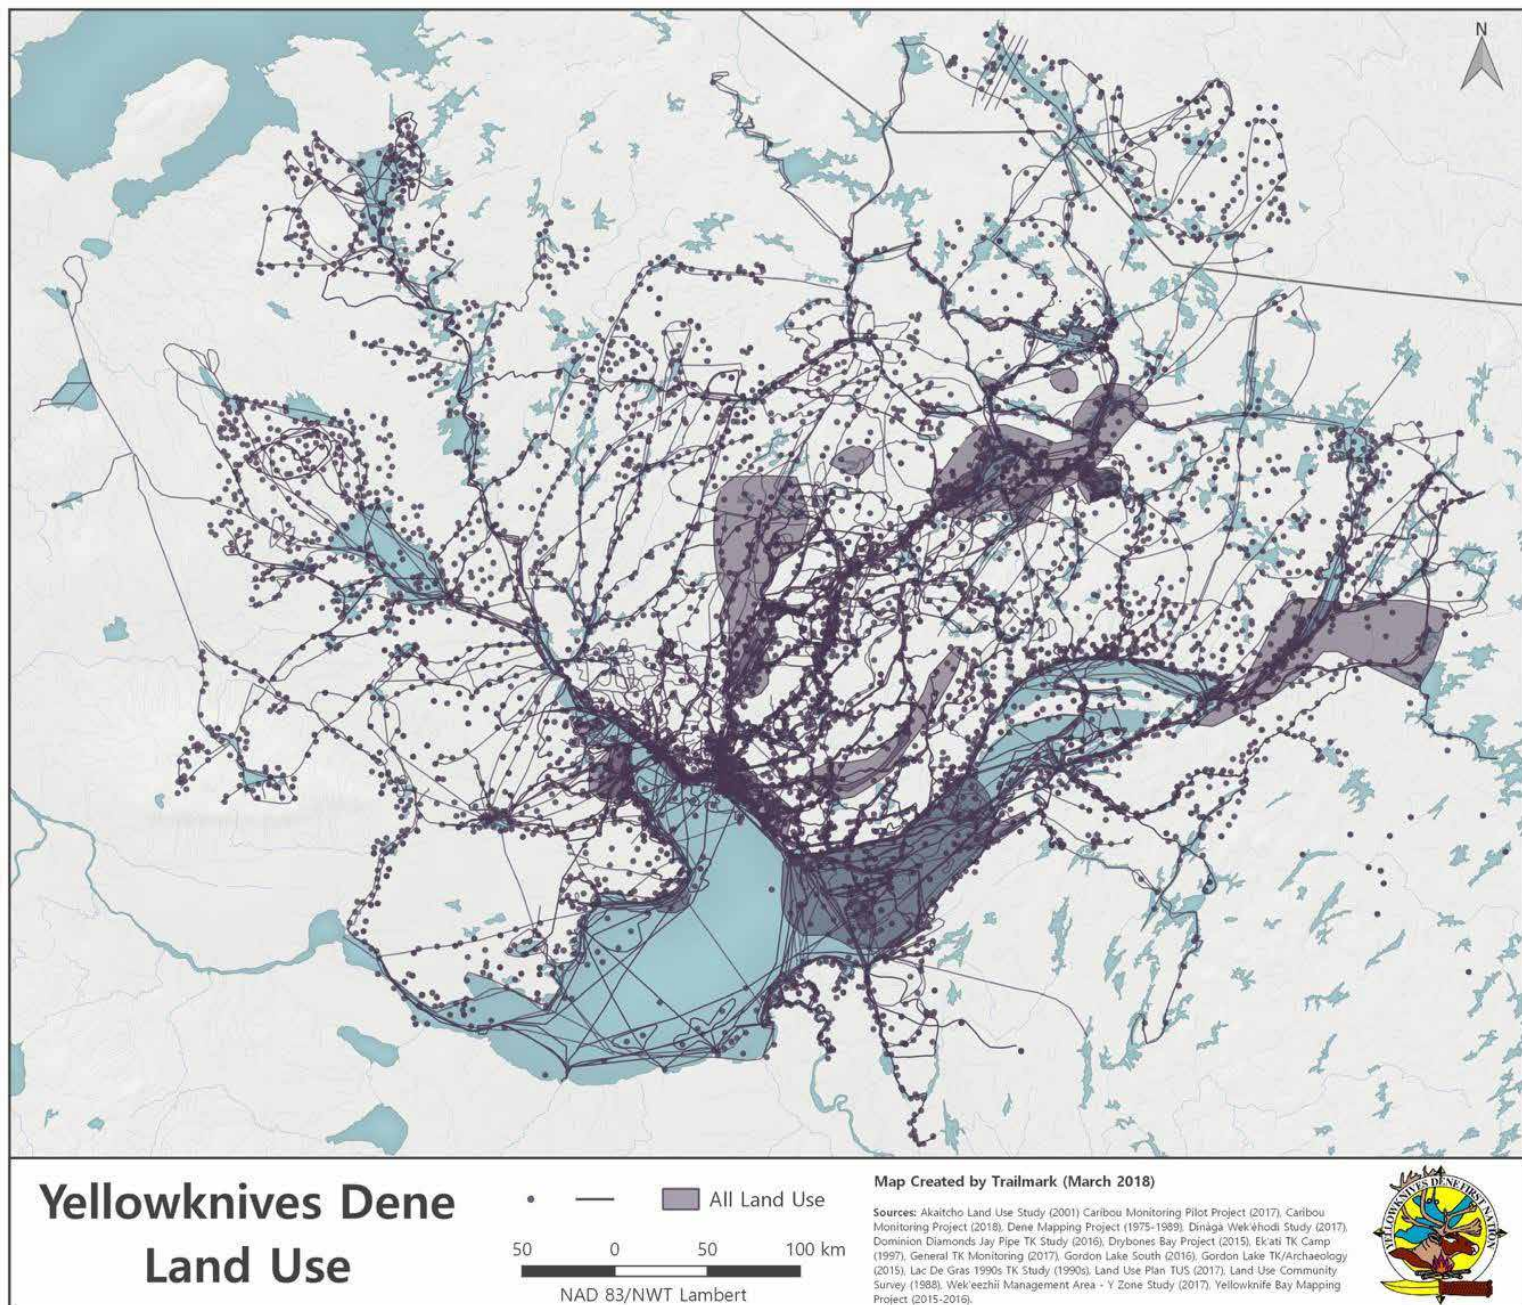 N
Yellowknives Dene
Land Use
All Land Use
50 0 50 100 km
NAD 83/NWT Lambert
Map Created by Trailmark (March 2018)
Sources: Akaitcho Land Use Study (2001) Caribou Monitoring Pilot Project (2017), Caribou
Monitoring Project (2018), Dene Mapping Project (1975-1989), Dinàgà Wek'èhodì Study (2017),
Dominion Diamonds Jay Pipe TK Study (2016), Drybones Bay Project (2015), Ek'ati TK Camp
(1997), General TK Monitoring (2017), Gordon Lake South (2016), Gordon Lake TK/Archaeology
(2015), Lac De Gras 1990s TK Study (1990s), Land Use Plan TUS (2017), Land Use Community
Survey (1988), Wek'eezhii Management Area - Y Zone Study (2017), Yellowknife Bay Mapping
Project (2015-2016).
YELLOWKNIVES DENE FIRST NATION